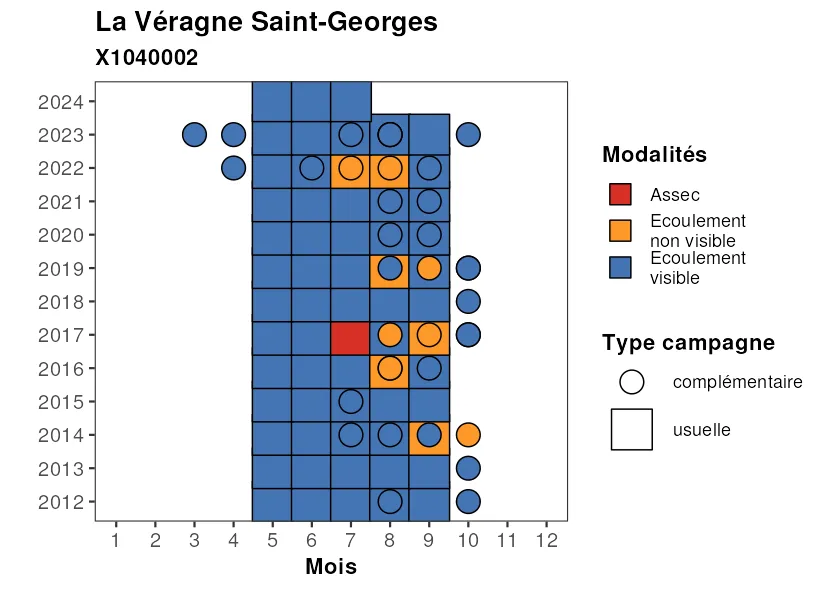 La Véragne Saint-Georges
X1040002
2024
2023
2022
2021
2020
2019
2018
2017
2016
2015
2014
2013
2012
1 2 3 4 5 6 7 8 9 10 11 12
Mois
Modalités
Assec
Ecoulement
non visible
Ecoulement
visible
Type campagne
complémentaire
usuelle